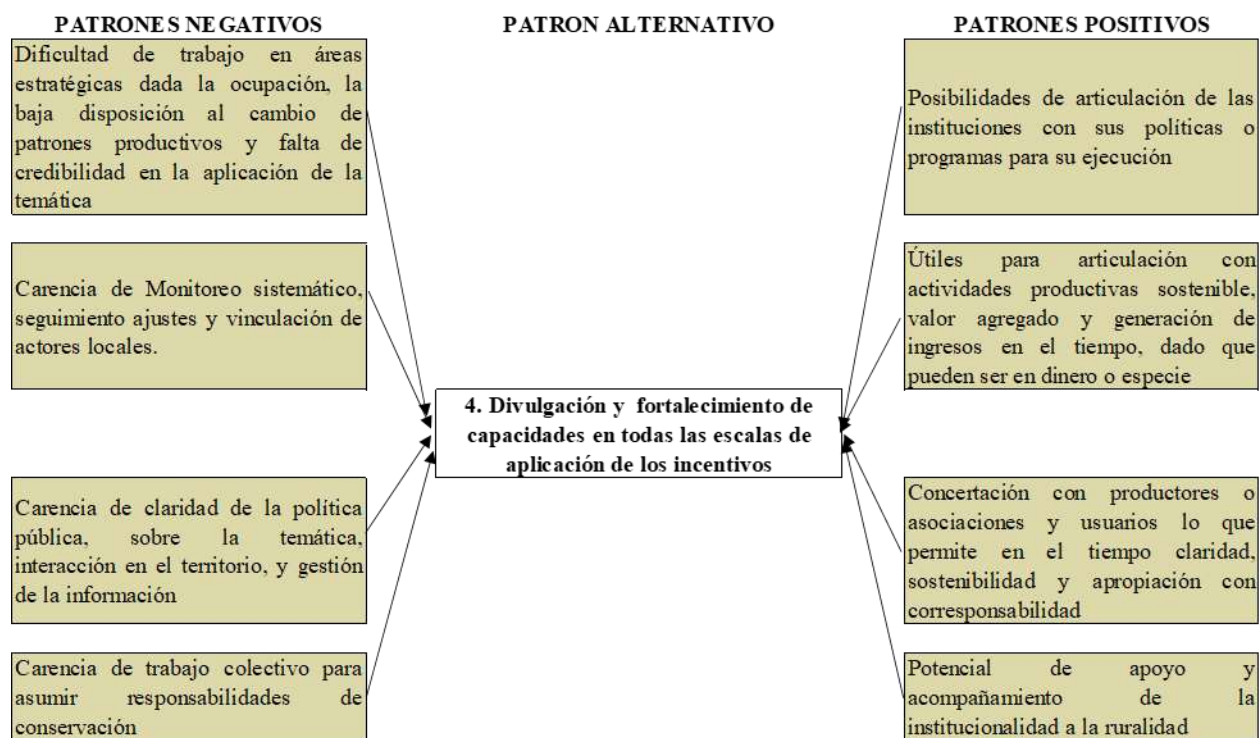 PATRONES NEGATIVOS
PATRON ALTERNATIVO
PATRONES POSITIVOS
Dificultad de trabajo en áreas
estratégicas dada la ocupación, la
baja disposición al cambio de
patrones productivos y falta de
credibilidad en la aplicación de la
temática
Carencia de Monitoreo sistemático,
seguimiento ajustes y vinculación de
actores locales.
Carencia de claridad de la política
pública, sobre la temática,
interacción en el territorio, y gestión
de la información
Carencia de trabajo colectivo para
asumir responsabilidades de
conservación
4. Divulgación y fortalecimiento de
capacidades en todas las escalas de
aplicación de los incentivos
Posibilidades de articulación de las
instituciones con sus políticas o
programas para su ejecución
Útiles para articulación con
actividades productivas sostenible,
valor agregado y generación de
ingresos en el tiempo, dado que
pueden ser en dinero o especie
Concertación con productores o
asociaciones y usuarios lo que
permite en el tiempo claridad,
sostenibilidad y apropiación con
corresponsabilidad
Potencial de apoyo y
acompañamiento de la
institucionalidad a la ruralidad